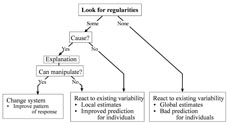 Look for regularities
Some
None
Cause?
Yes
No
Explanation
Can manipulate?
Yes
No
Change system
• Improve pattern
of response
React to existing variability
• Local estimates
• Improved prediction
for individuals
React to existing variability
• Global estimates
• Bad prediction
for individuals